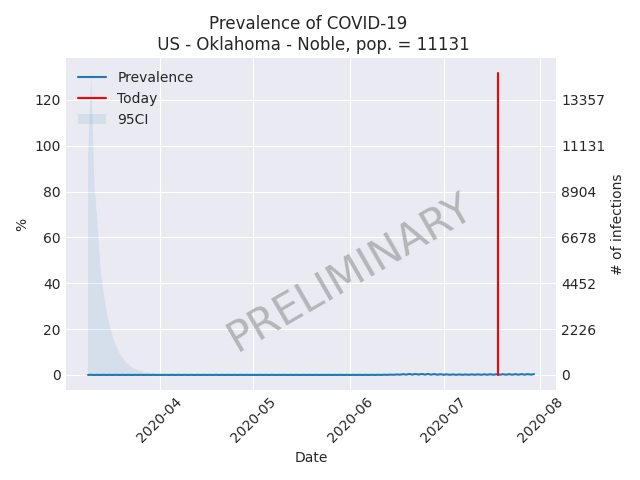 Prevalence of COVID-19
US - Oklahoma - Noble, pop. = 11131
Prevalence
Today
95CI
120
100
80
60
40
20
0
%
13357
11131
8904
6678
4452
2226
0
# of infections
PRELIMINARY
2020-04
2020-05
2020-06
2020-07
2020-08
Date